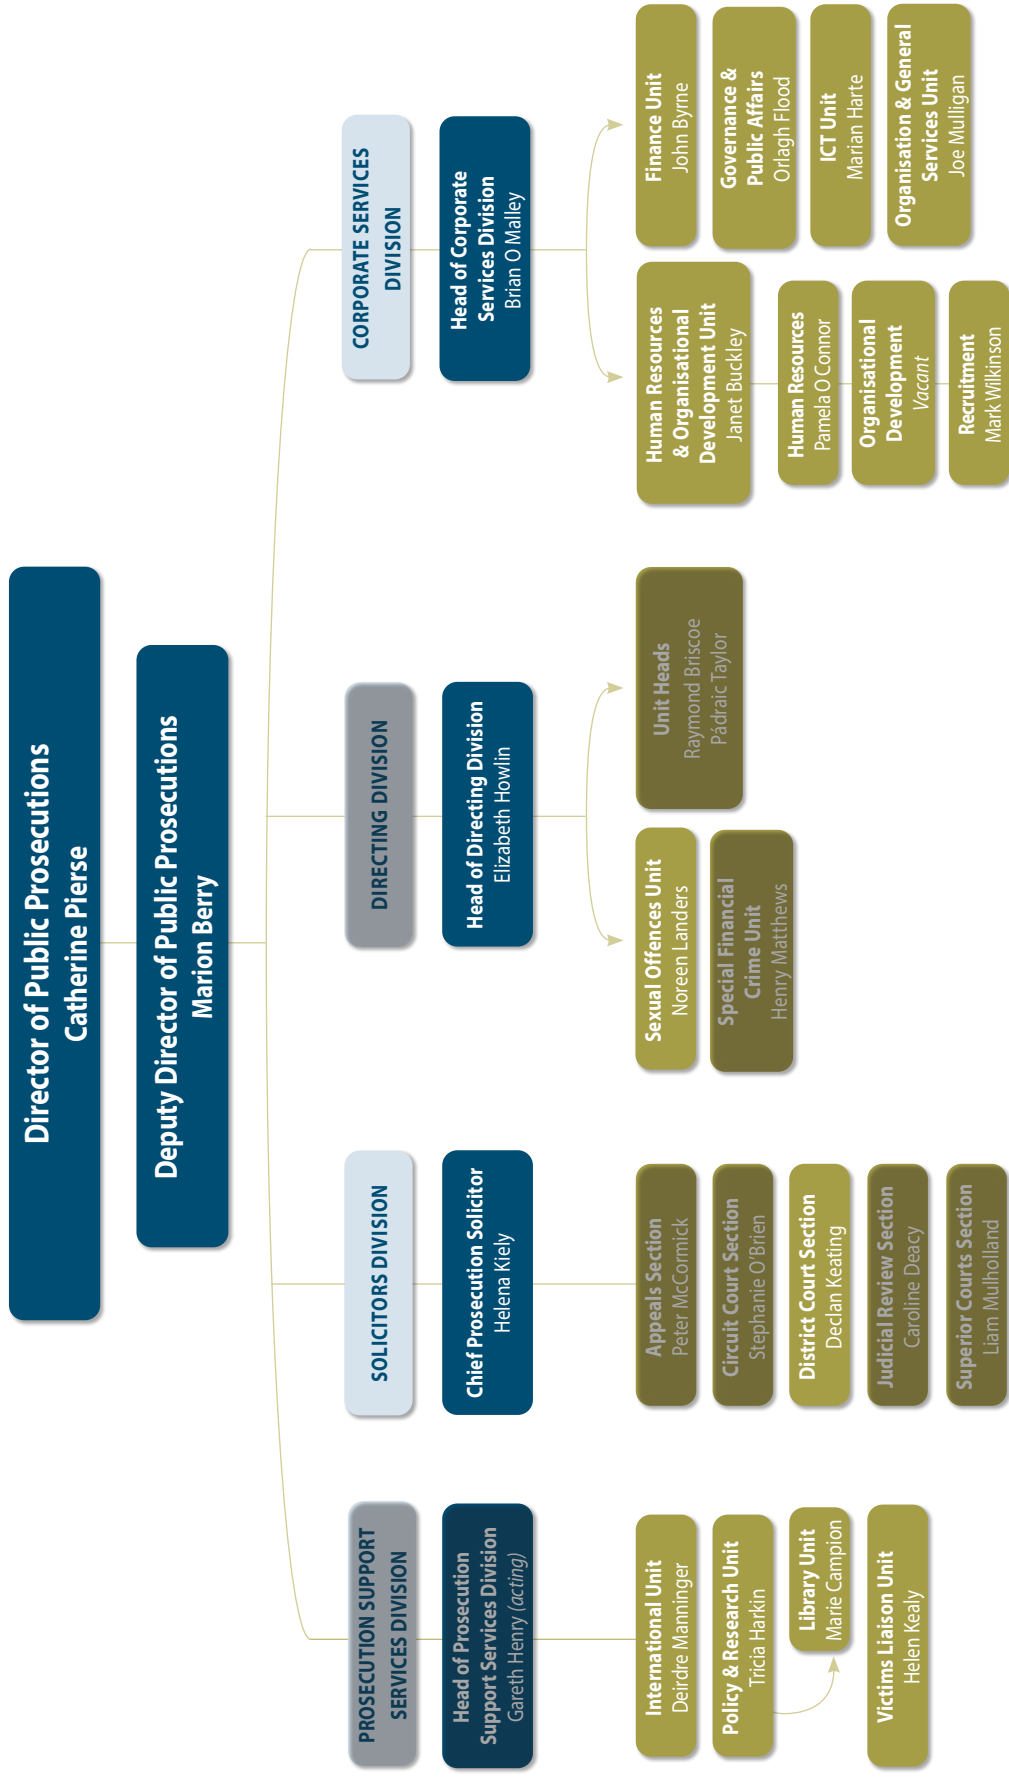 Director of Public Prosecutions
Catherine Pierse
Deputy Director of Public Prosecutions
Marion Berry
PROSECUTION SUPPORT
SERVICES DIVISION
Head of Prosecution
Support Services Division
Gareth Henry (acting)
International Unit
Deirdre Manninger
Policy & Research Unit
Tricia Harkin
Library Unit
Marie Campion
Victims Liaison Unit
Helen Kealy
SOLICITORS DIVISION
Chief Prosecution Solicitor
Helena Kiely
Appeals Section
Peter McCormick
Circuit Court Section
Stephanie O'Brien
District Court Section
Declan Keating
Judicial Review Section
Caroline Deacy
Superior Courts Section
Liam Mulholland
DIRECTING DIVISION
Head of Directing Division
Elizabeth Howlin
Sexual Offences Unit
Noreen Landers
Special Financial
Crime Unit
Henry Matthews
Unit Heads
Raymond Briscoe
Pádraic Taylor
CORPORATE SERVICES
DIVISION
Head of Corporate
Services Division
Brian O Malley
Human Resources
& Organisational
Development Unit
Janet Buckley
Human Resources
Pamela O Connor
Organisational
Development
Vacant
Recruitment
Mark Wilkinson
Finance Unit
John Byrne
Governance &
Public Affairs
Orlagh Flood
ICT Unit
Marian Harte
Organisation & General
Services Unit
Joe Mulligan